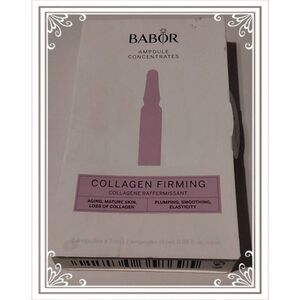 BABOR
AMPOULE
CONCENTRATES
COLLAGEN FIRMING
COLLAGÈNE RAFFERMISSANT
AGING, MATURE SKIN,
LOSS OF COLLAGEN
PLUMPING, SMOOTHING,
ELASTICITY